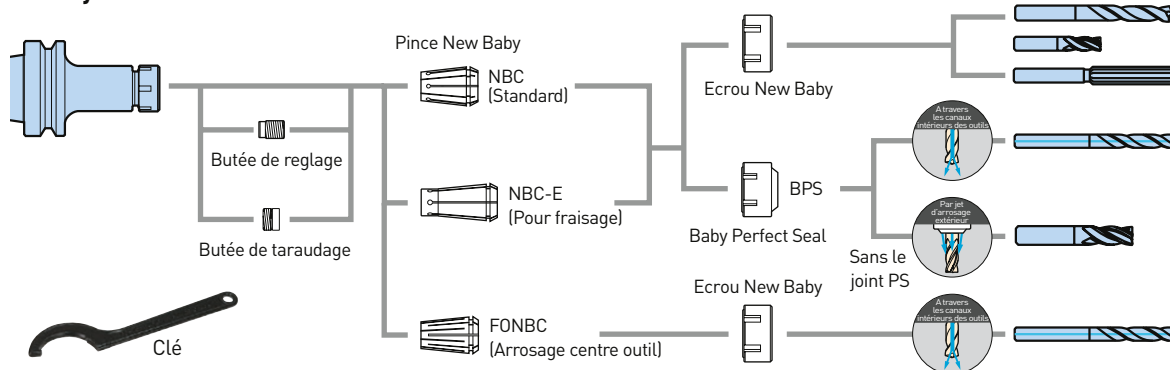 Pince New Baby
NBC
(Standard)
Ecrou New Baby
A travers
les canaux
intérieurs des outils
Butée de reglage
NBC-E
(Pour fraisage)
BPS
Baby Perfect Seal
Par jet
d'arrosage
extérieur
Sans le
joint PS
Butée de taraudage
Ecrou New Baby
Clé
FONBC
(Arrosage centre outil)
A travers
les canaux
intérieurs des outils